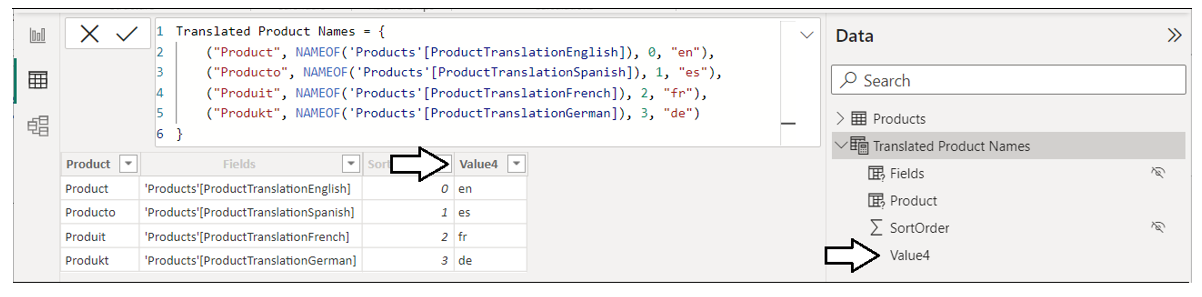 1 Translated Product Names = {
2 ("Product", NAMEOF('Products'[ProductTranslationEnglish]), 0, "en"),
3 ("Producto", NAMEOF('Products'[ProductTranslationSpanish]), 1, "es"),
4 ("Produit", NAMEOF('Products'[ProductTranslationFrench]), 2, "fr"),
5 ("Produkt", NAMEOF('Products'[ProductTranslationGerman]), 3, "de")
6 }
Product Fields Sort Value4
Product 'Products'[ProductTranslationEnglish] 0 en
Producto 'Products'[ProductTranslationSpanish] 1 es
Produit 'Products'[ProductTranslationFrench] 2 fr
Produkt 'Products'[ProductTranslationGerman] 3 de
Data
Search
Products
Translated Product Names
Fields
Product
SortOrder
Value4